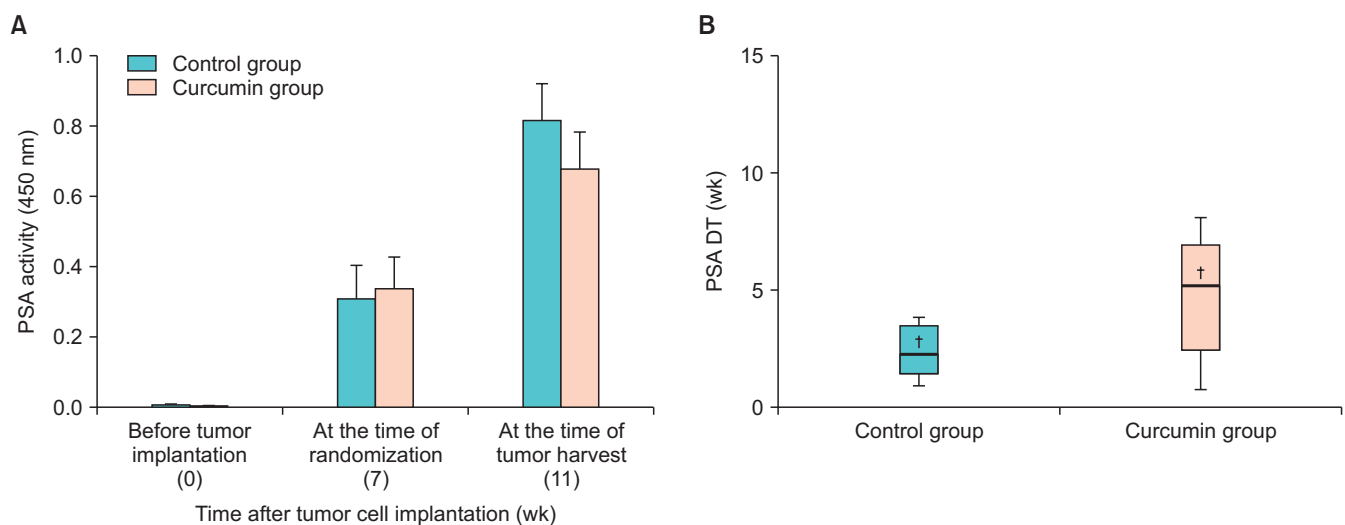 A
1.0
0.8
0.6
0.4
0.2
0.0
PSA activity (450 nm)
Control group
Curcumin group
Before tumor
implantation
(0)
At the time of
randomization
(7)
At the time of
tumor harvest
(11)
Time after tumor cell implantation (wk)
B
15
10
5
0
PSA DT (wk)
†
†
Control group
Curcumin group